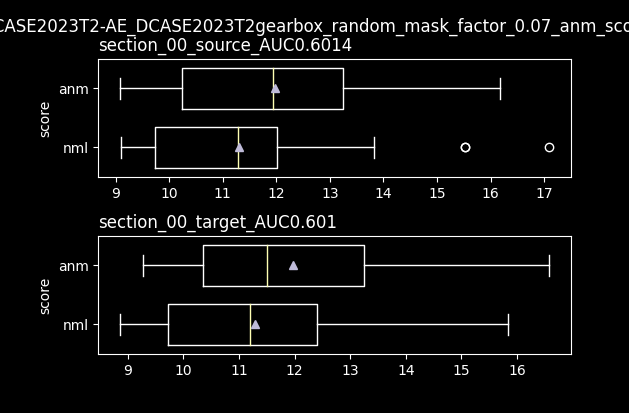 CASE2023T2-AE_DCASE2023T2gearbox_random_mask_factor_0.07_anm_sco
section_00_source_AUC0.6014
score
anm
nml
9 10 11 12 13 14 15 16 17
section_00_target_AUC0.601
score
anm
nml
9 10 11 12 13 14 15 16